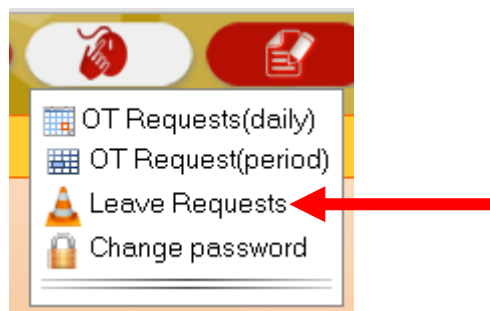 OT Requests(daily)
OT Request(period)
Leave Requests
Change password